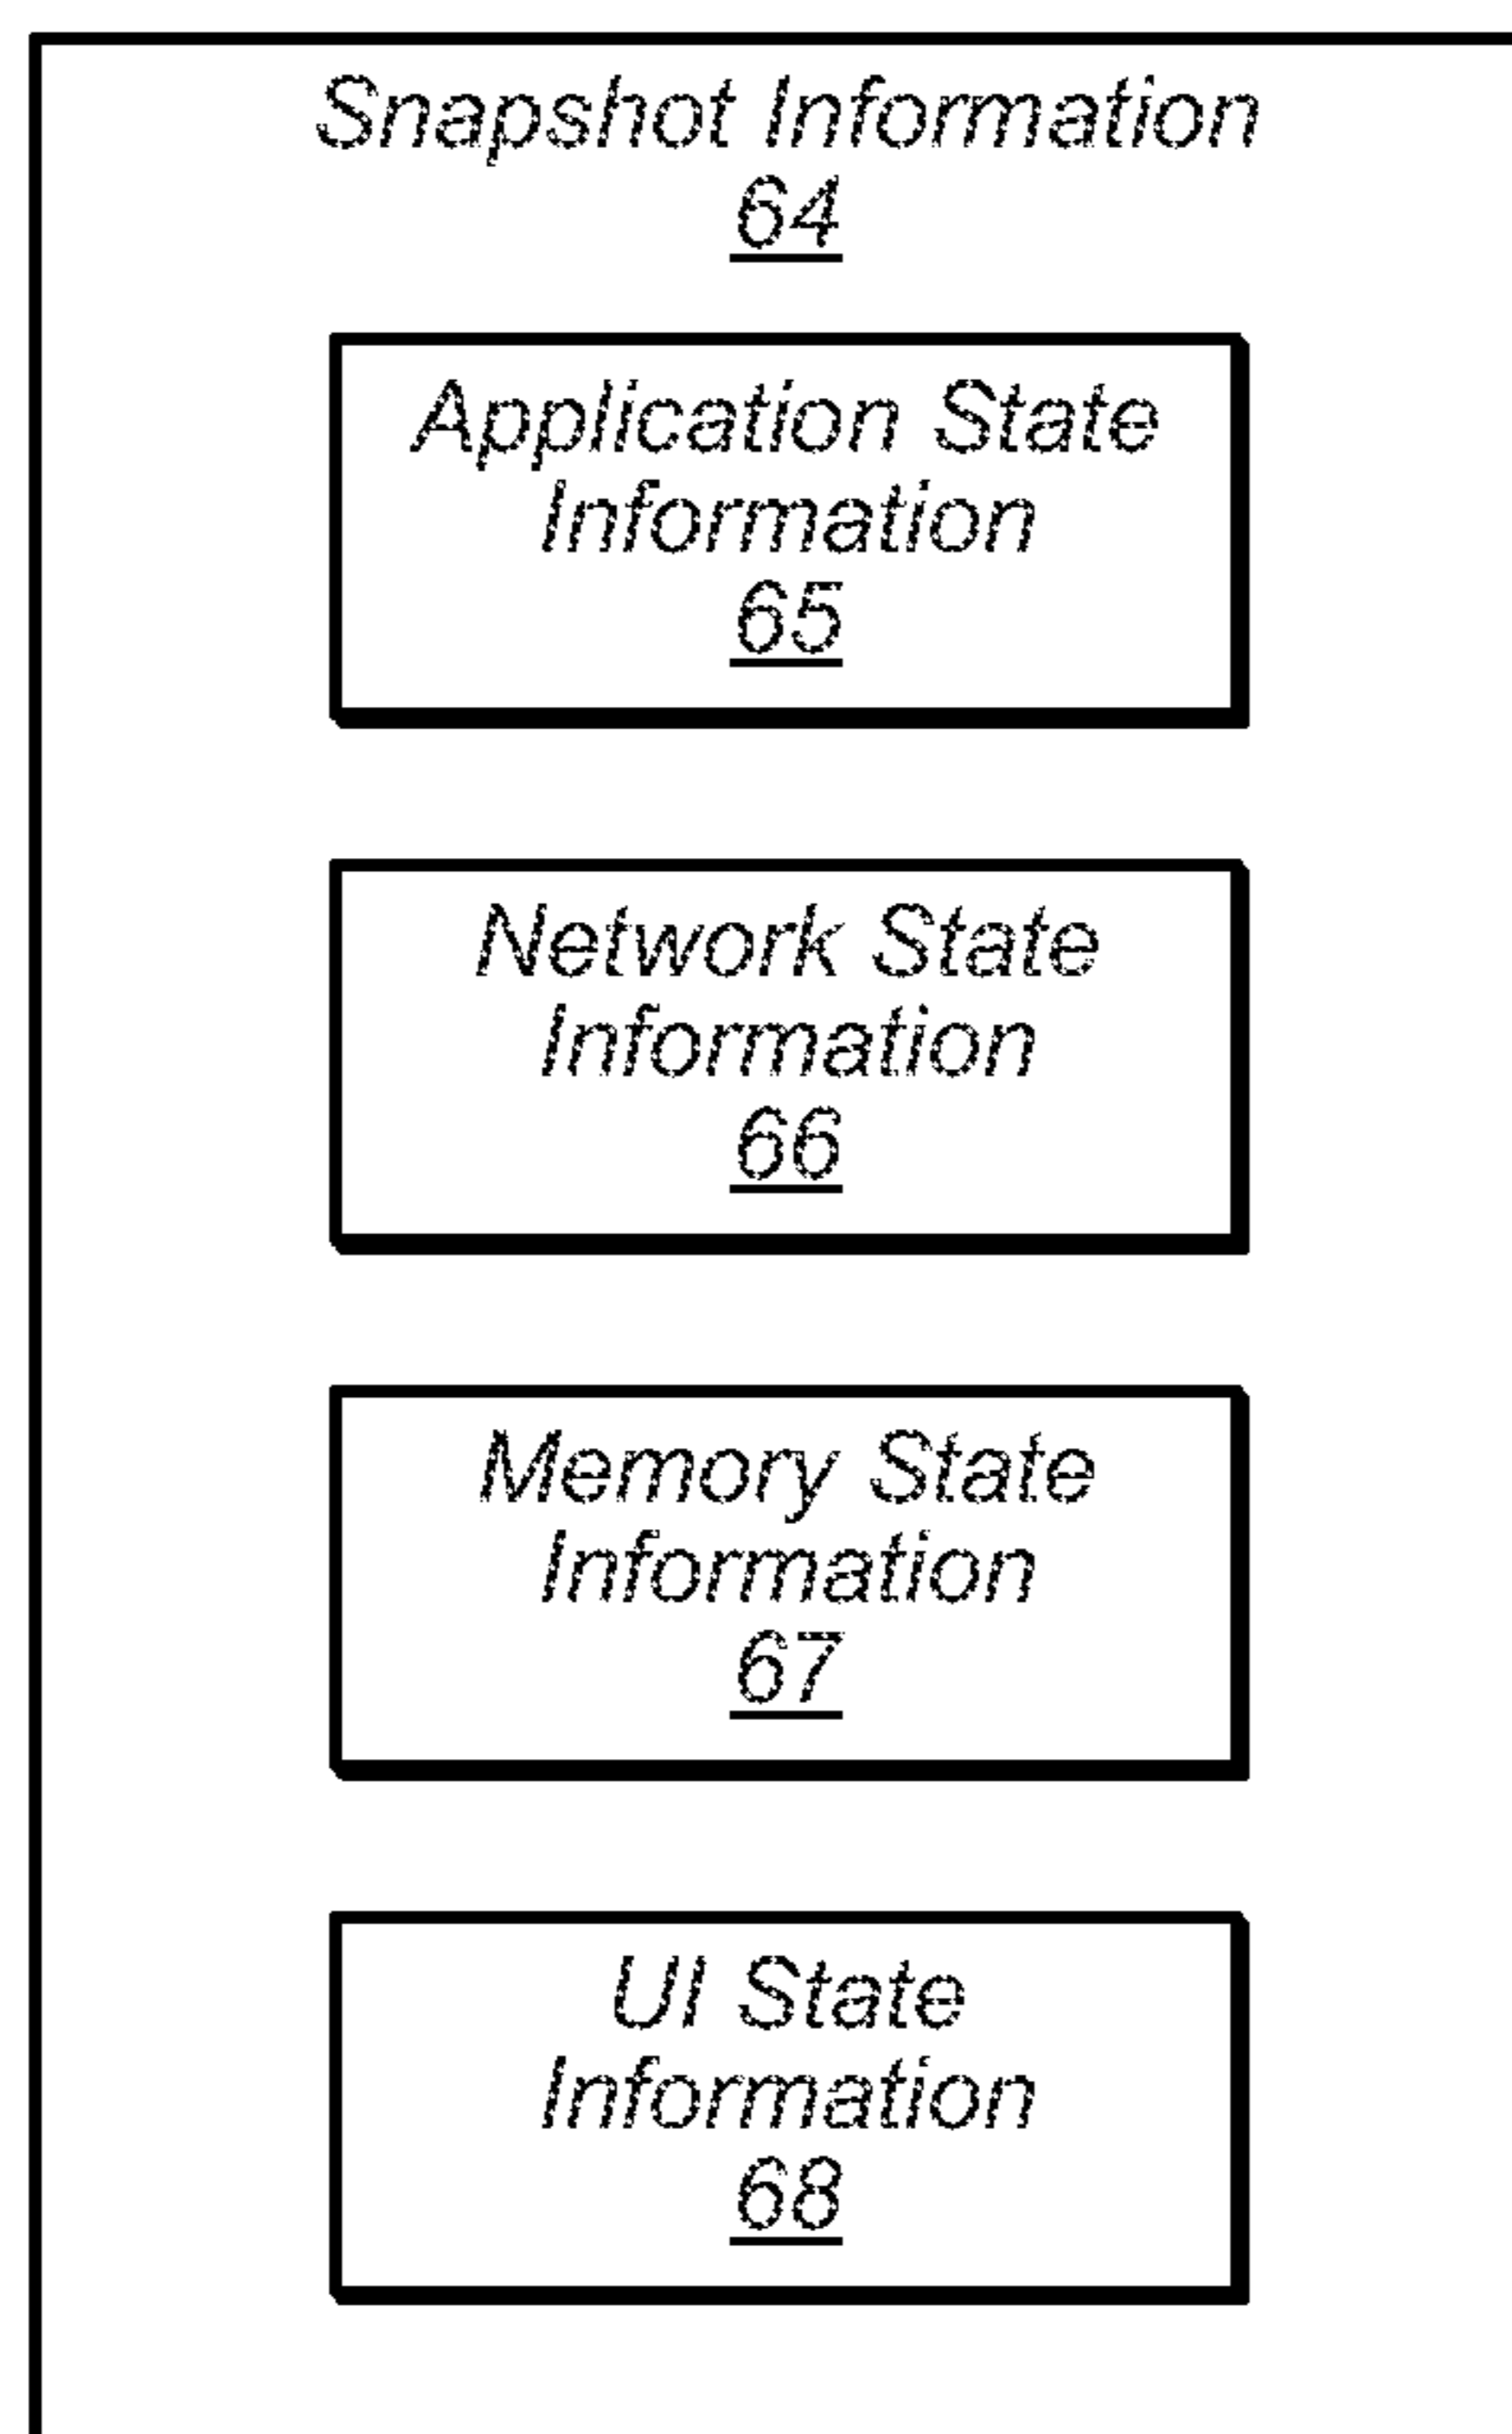 Snapshot Information
64
Application State
Information
65
Network State
Information
66
Memory State
Information
67
UI State
Information
68